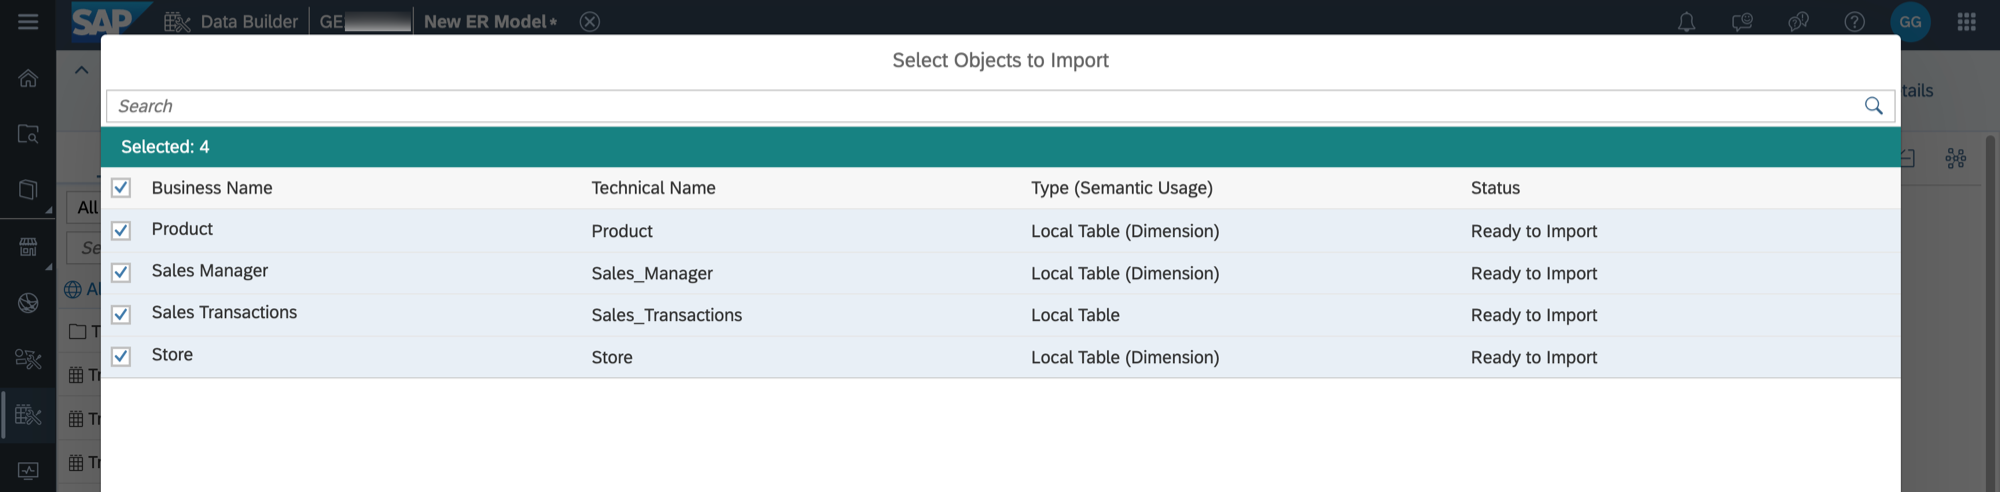 SAP Data Builder GE New ER Model* GG
Select Objects to Import
Search
tails
Selected: 4
Business Name Technical Name Type (Semantic Usage) Status
Product Product Local Table (Dimension) Ready to Import
Sales Manager Sales_Manager Local Table (Dimension) Ready to Import
Sales Transactions Sales_Transactions Local Table Ready to Import
Store Store Local Table (Dimension) Ready to Import
All
Se